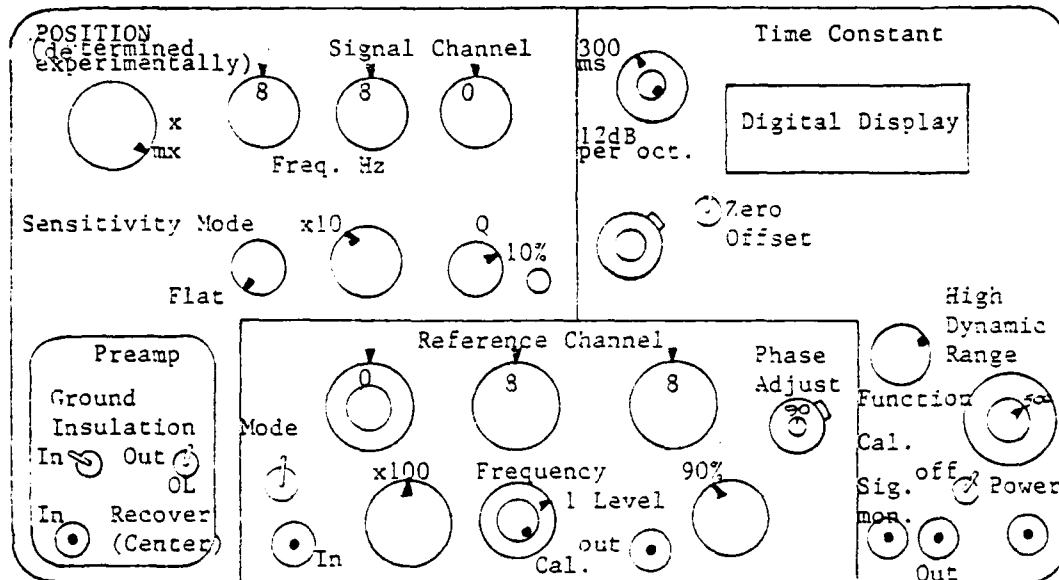 POSITION
(determined
experimentally)
Signal Channel
8
8
0
x
mx
Freq. Hz
Sensitivity Mode
x10
Q
10%
Flat
300
ms
12dB
per oct.
Time Constant
Digital Display
Zero
Offset
High
Dynamic
Range
Preamp
Ground
Insulation
In
Out
OL
In
Recover
(Center)
Reference Channel
0
8
8
Phase
Adjust
90
Mode
x100
Frequency
1 Level
90%
In
Cal.
out
Function
500
Cal.
off
Sig.
mon.
Power
Out